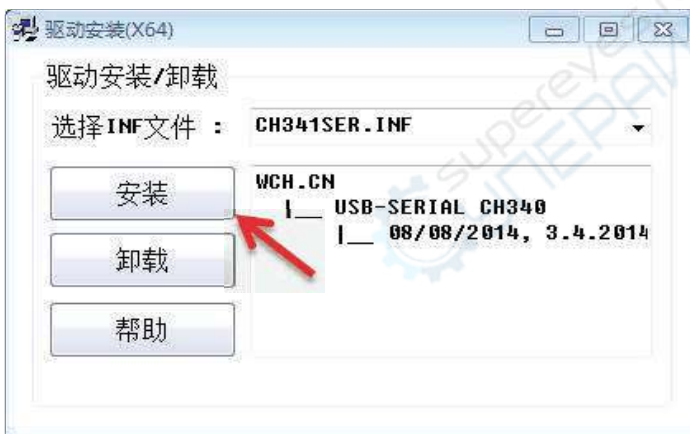 驱动安装(X64)
驱动安装/卸载
选择INF文件 :
CH341SER.INF
安装
WCH.CN
|__ USB-SERIAL CH340
|__ 08/08/2014, 3.4.2014
卸载
帮助
supereyes
СУПЕРАЙС